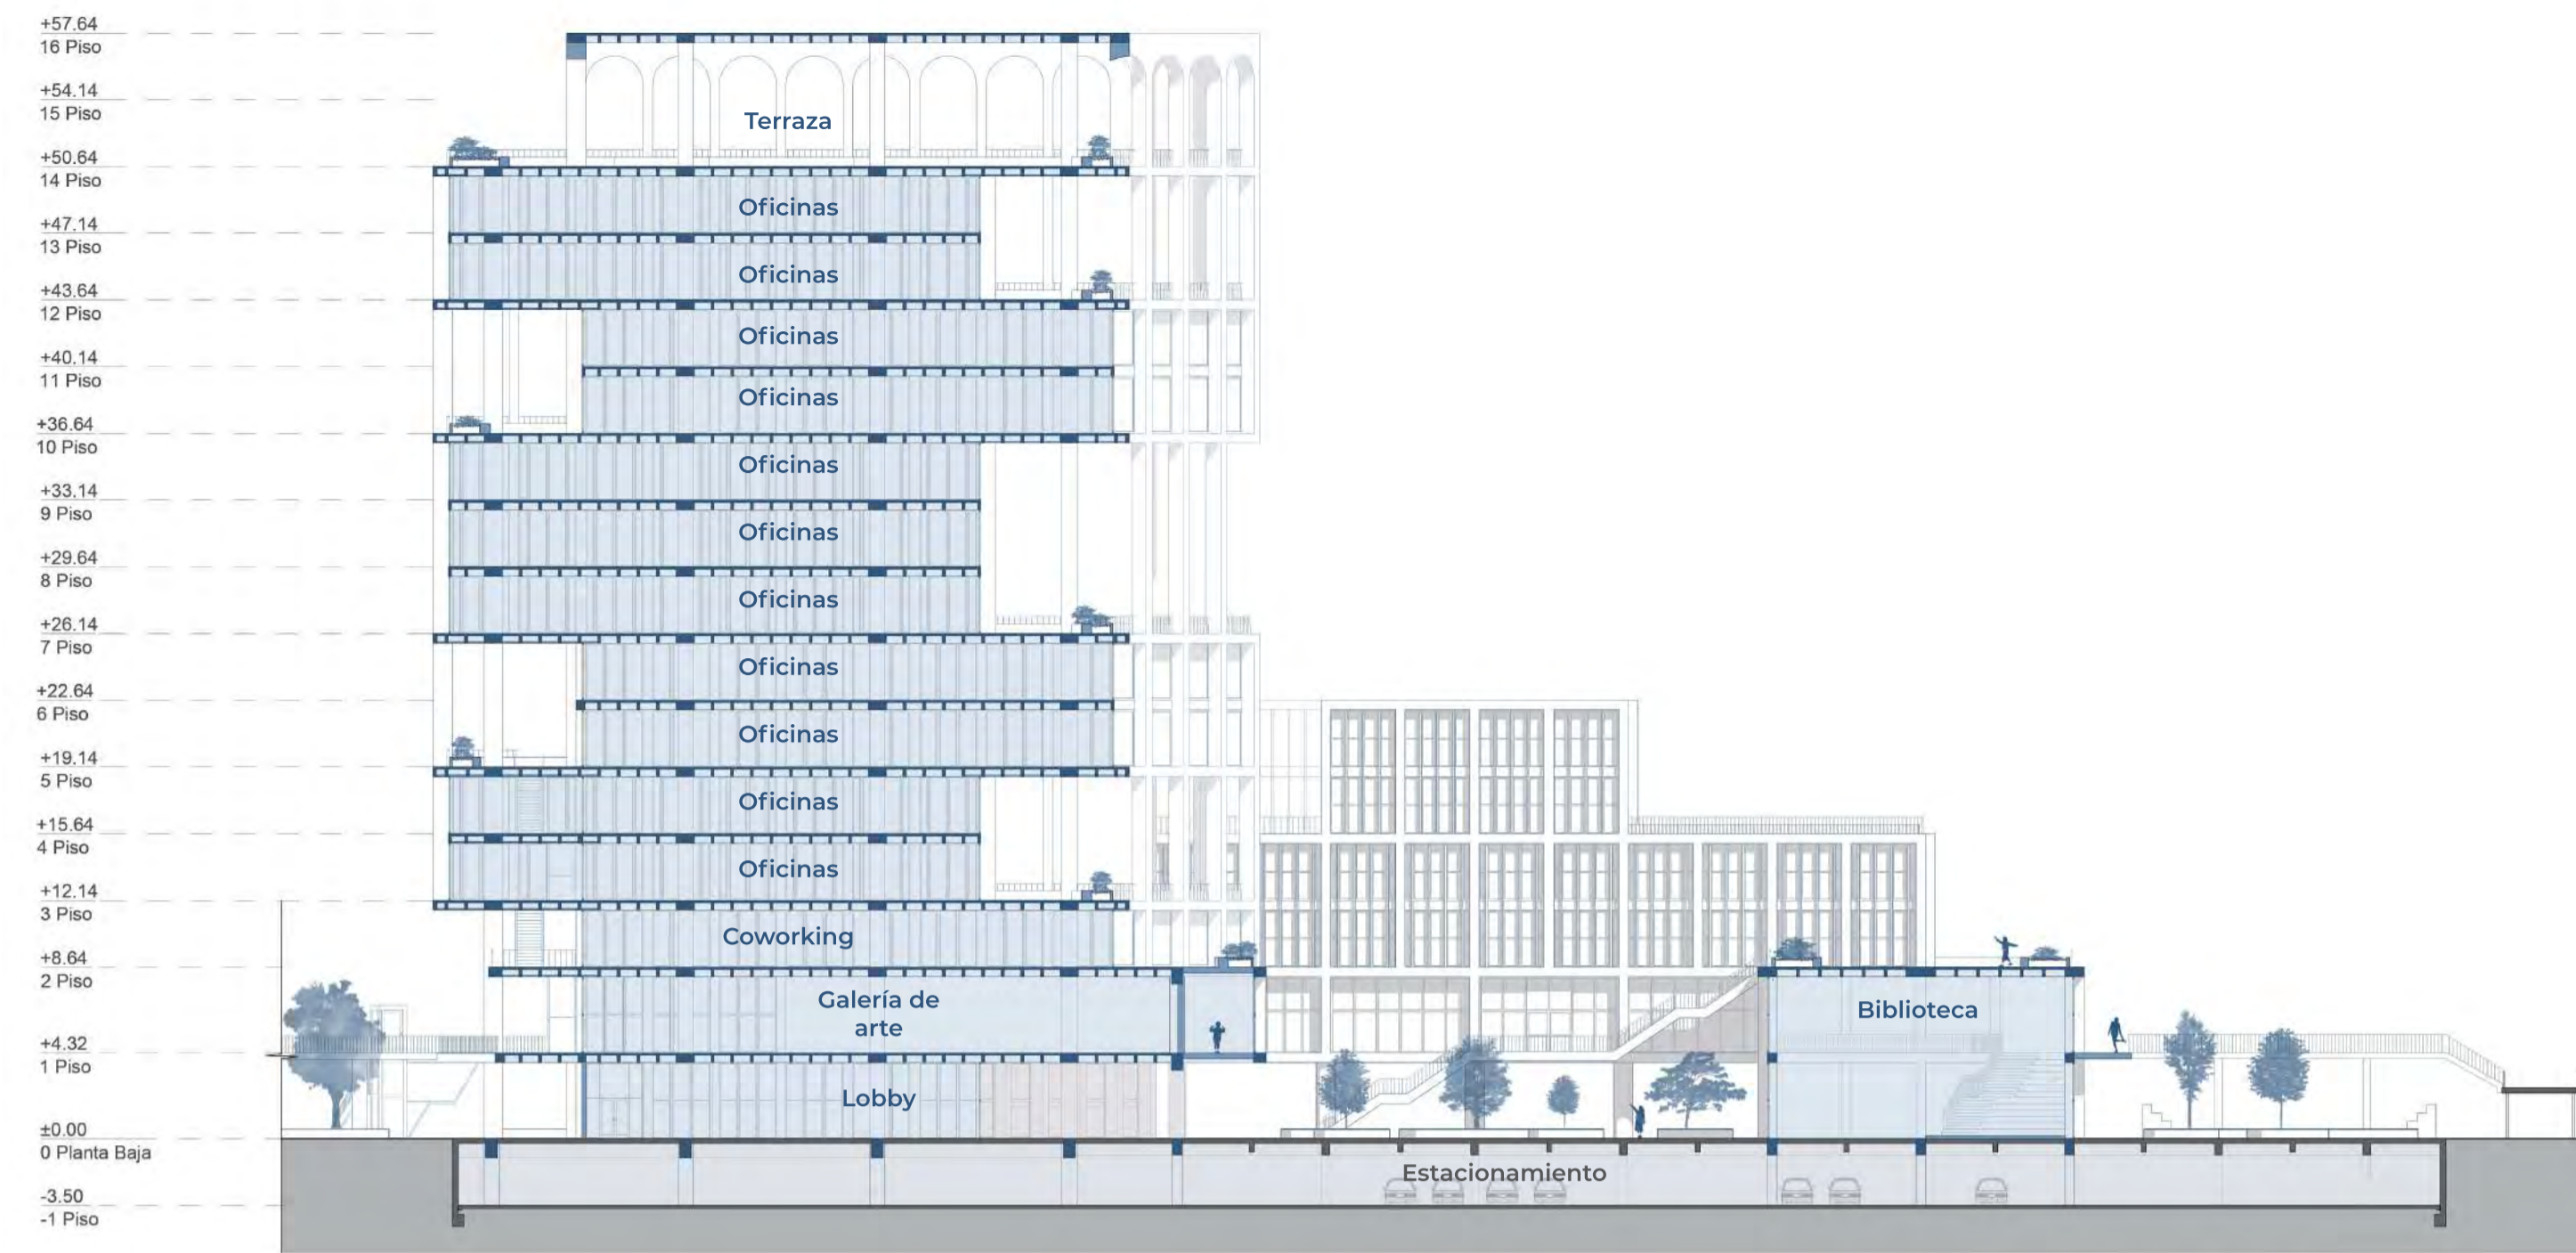 +57.64
16 Piso
+54.14
15 Piso
Terraza
+50.64
14 Piso
Oficinas
+47.14
13 Piso
Oficinas
+43.64
12 Piso
Oficinas
+40.14
11 Piso
Oficinas
+36.64
10 Piso
Oficinas
+33.14
9 Piso
Oficinas
+29.64
8 Piso
Oficinas
+26.14
7 Piso
Oficinas
+22.64
6 Piso
Oficinas
+19.14
5 Piso
Oficinas
+15.64
4 Piso
Oficinas
+12.14
3 Piso
Coworking
+8.64
2 Piso
Galería de
arte
Biblioteca
+4.32
1 Piso
Lobby
±0.00
0 Planta Baja
Estacionamiento
-3.50
-1 Piso